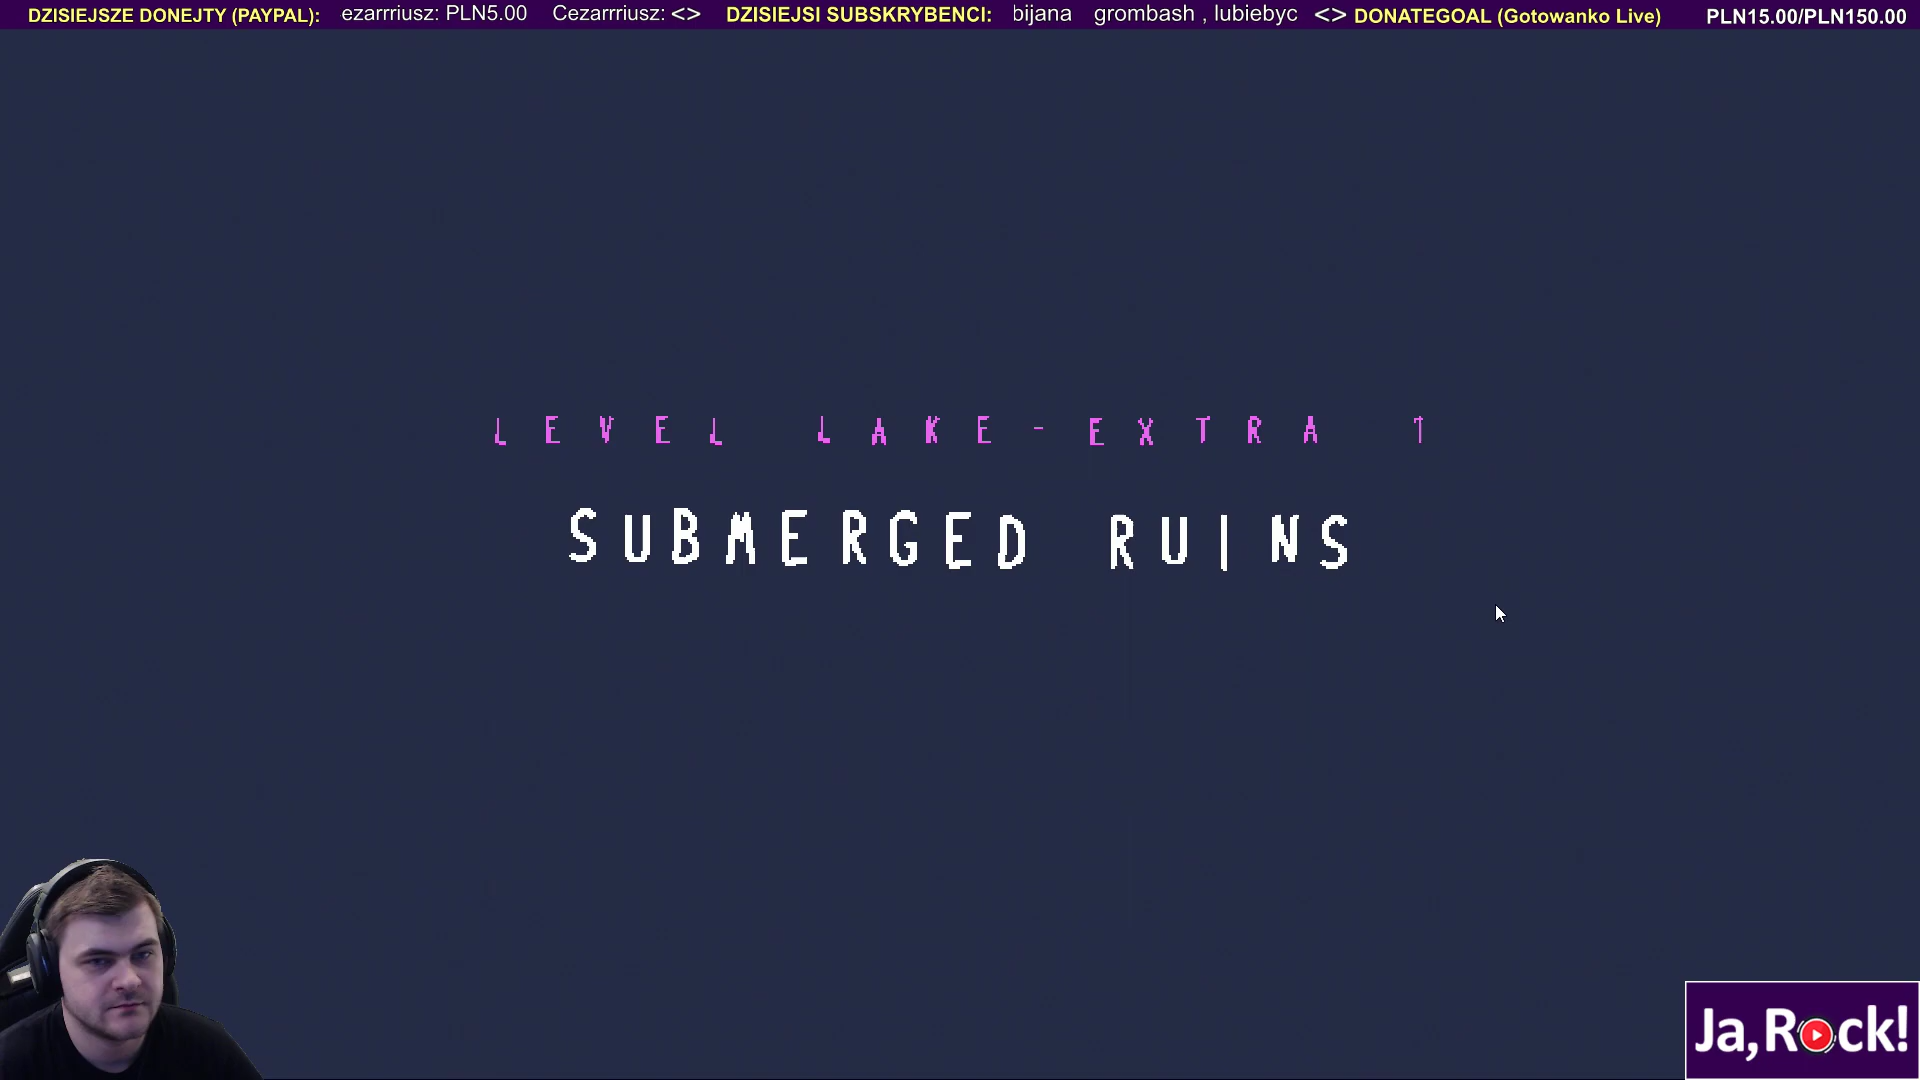 DZISIEJSZE DONEJTY (PAYPAL): ezarrriusz: PLN5.00 Cezarrriusz: <> DZISIEJSI SUBSKRYBENCI: bijana grombash , lubiebyc <> DONATEGOAL (Gotowanko Live) PLN15.00/PLN150.00
LEVEL LAKE-EXTRA 1
SUBMERGED RUINS
Ja,Rock!